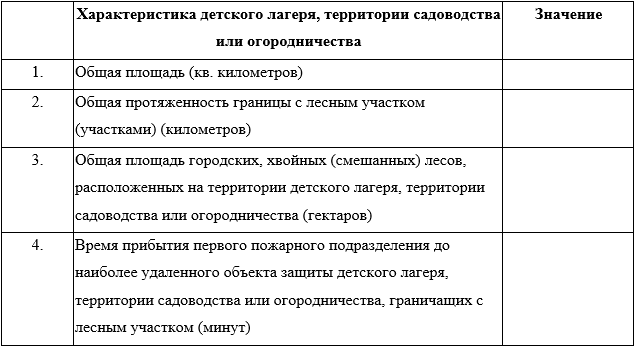 Характеристика детского лагеря, территории садоводства Значение
или огородничества
1. Общая площадь (кв. километров)
2. Общая протяженность границы с лесным участком
(участками) (километров)
3. Общая площадь городских, хвойных (смешанных) лесов,
расположенных на территории детского лагеря, территории
садоводства или огородничества (гектаров)
4. Время прибытия первого пожарного подразделения до
наиболее удаленного объекта защиты детского лагеря,
территории садоводства или огородничества, граничащих с
лесным участком (минут)